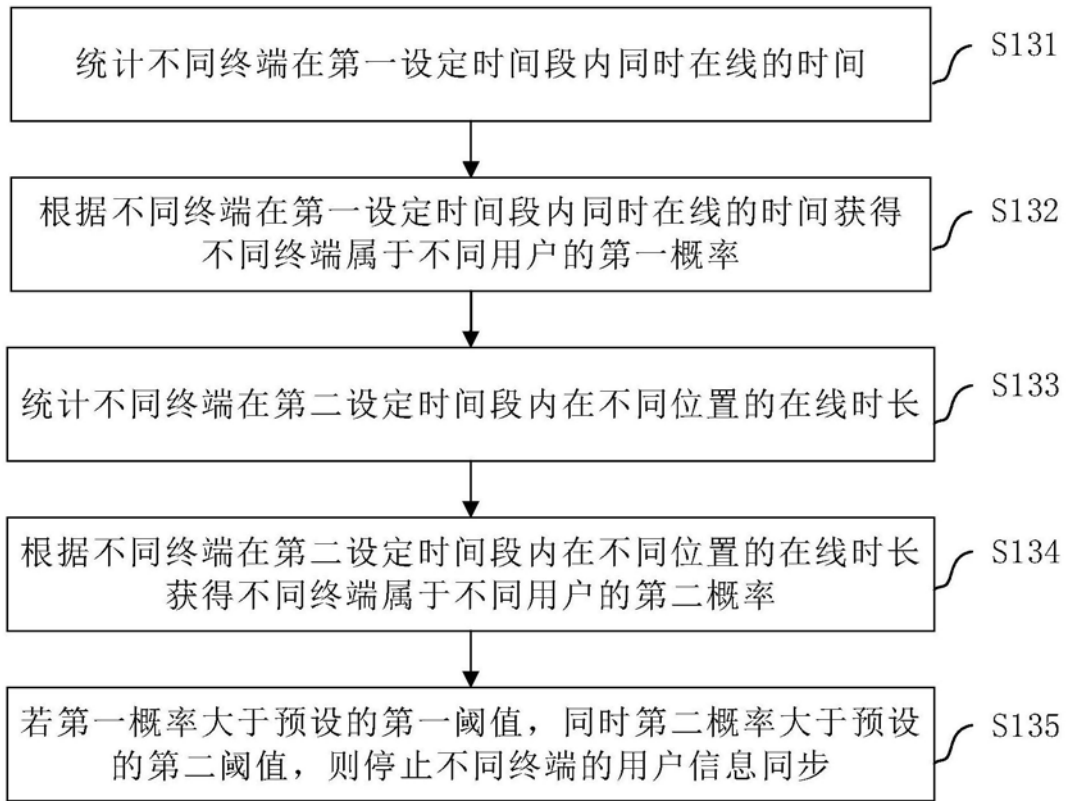 统计不同终端在第一设定时间段内同时在线的时间
S131
根据不同终端在第一设定时间段内同时在线的时间获得
不同终端属于不同用户的第一概率
S132
统计不同终端在第二设定时间段内在不同位置的在线时长
S133
根据不同终端在第二设定时间段内在不同位置的在线时长
获得不同终端属于不同用户的第二概率
S134
若第一概率大于预设的第一阈值，同时第二概率大于预设
的第二阈值，则停止不同终端的用户信息同步
S135